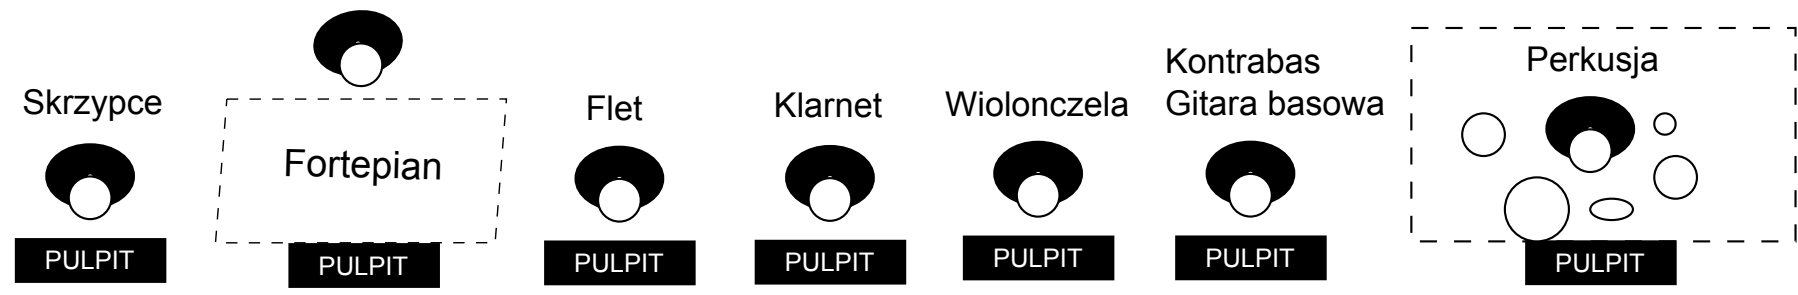 Skrzypce
PULPIT
Fortepian
PULPIT
Flet
PULPIT
Klarnet
PULPIT
Wiolonczela
PULPIT
Kontrabas
Gitara basowa
PULPIT
Perkusja
PULPIT